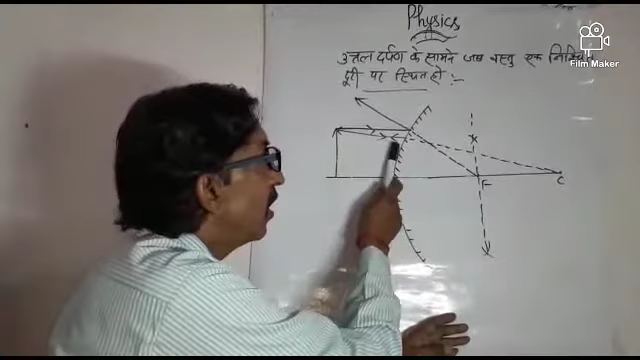 Physics
उत्तल दर्पण के सामने जब वस्तु एक निश्चित
दूरी पर स्थित हो :-
Film Maker
F
C